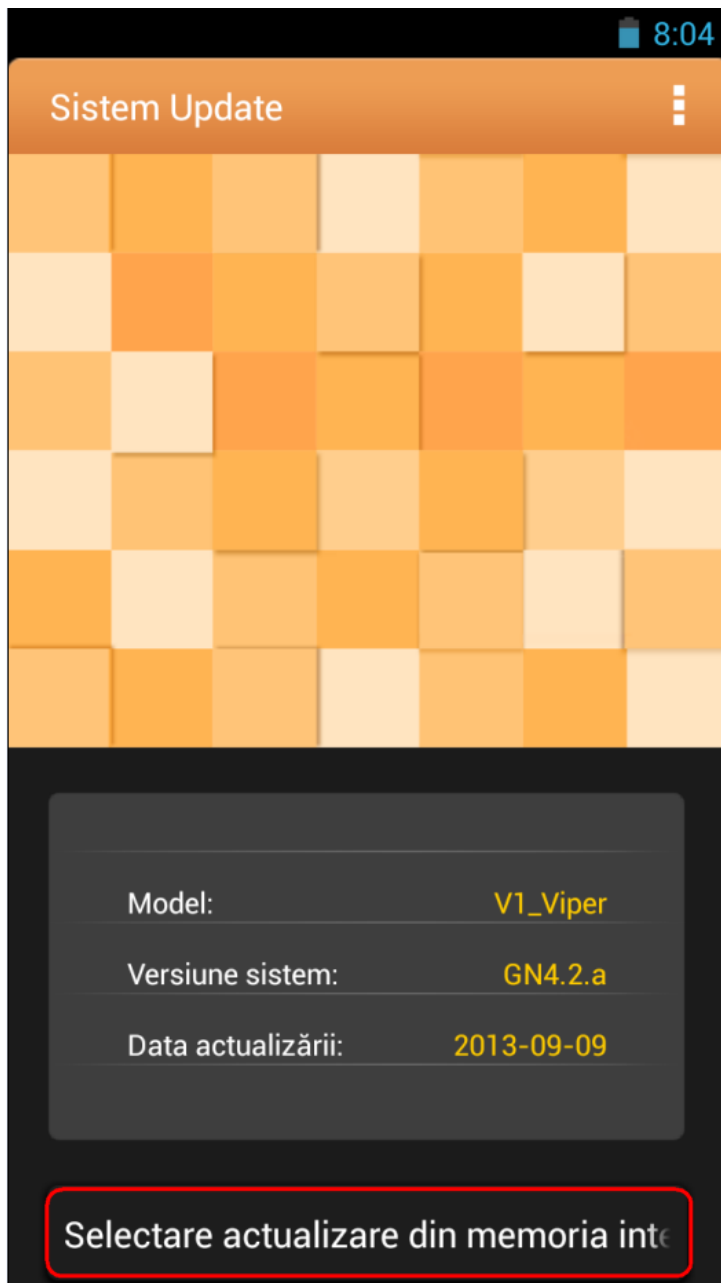 8:04
Sistem Update
Model: V1_Viper
Versiune sistem: GN4.2.a
Data actualizării: 2013-09-09
Selectare actualizare din memoria